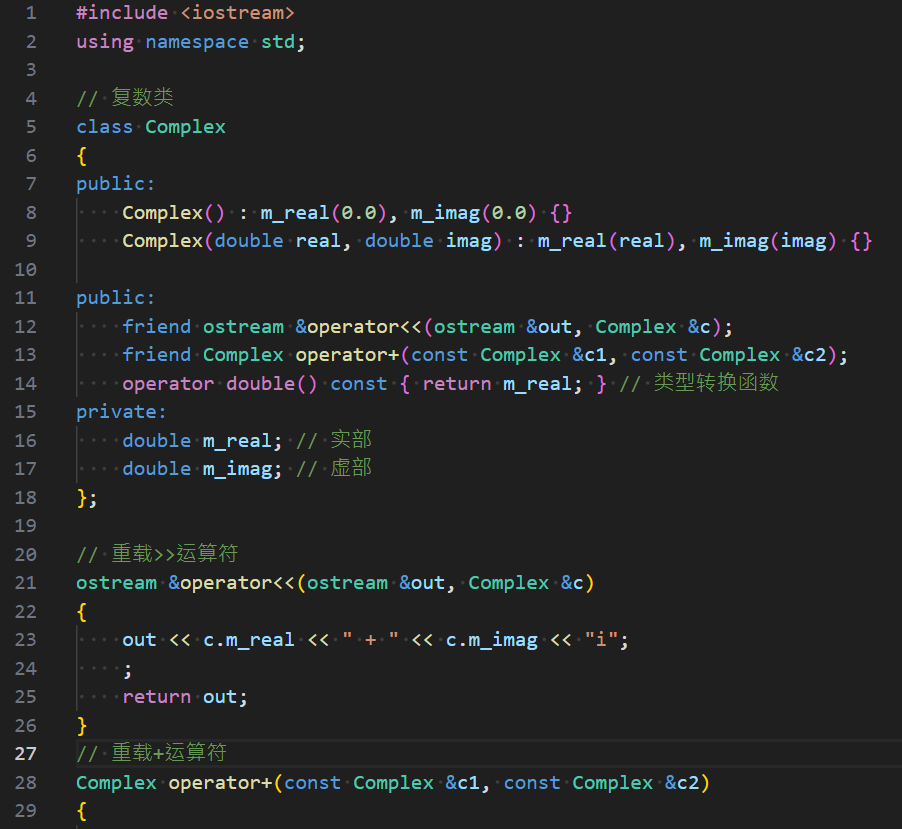 1 #include <iostream>
2 using namespace std;
3
4 // 复数类
5 class Complex
6 {
7 public:
8 Complex() : m_real(0.0), m_imag(0.0) {}
9 Complex(double real, double imag) : m_real(real), m_imag(imag) {}
10
11 public:
12 friend ostream &operator<<(ostream &out, Complex &c);
13 friend Complex operator+(const Complex &c1, const Complex &c2);
14 operator double() const { return m_real; } // 类型转换函数
15 private:
16 double m_real; // 实部
17 double m_imag; // 虚部
18 };
19
20 // 重载>>运算符
21 ostream &operator<<(ostream &out, Complex &c)
22 {
23 out << c.m_real << " + " << c.m_imag << "i";
24 ;
25 return out;
26 }
27 // 重载+运算符
28 Complex operator+(const Complex &c1, const Complex &c2)
29 {